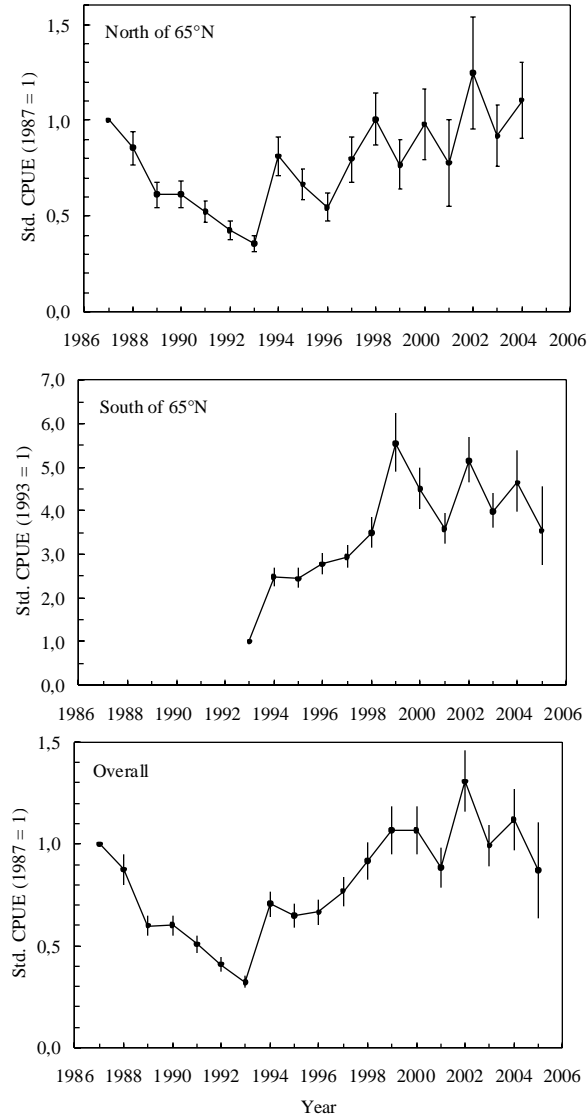 North of 65°N
Std. CPUE (1987 = 1)
1,5
1,0
0,5
0,0
1986 1988 1990 1992 1994 1996 1998 2000 2002 2004 2006
South of 65°N
Std. CPUE (1993 = 1)
7,0
6,0
5,0
4,0
3,0
2,0
1,0
0,0
1986 1988 1990 1992 1994 1996 1998 2000 2002 2004 2006
Overall
Std. CPUE (1987 = 1)
1,5
1,0
0,5
0,0
1986 1988 1990 1992 1994 1996 1998 2000 2002 2004 2006
Year